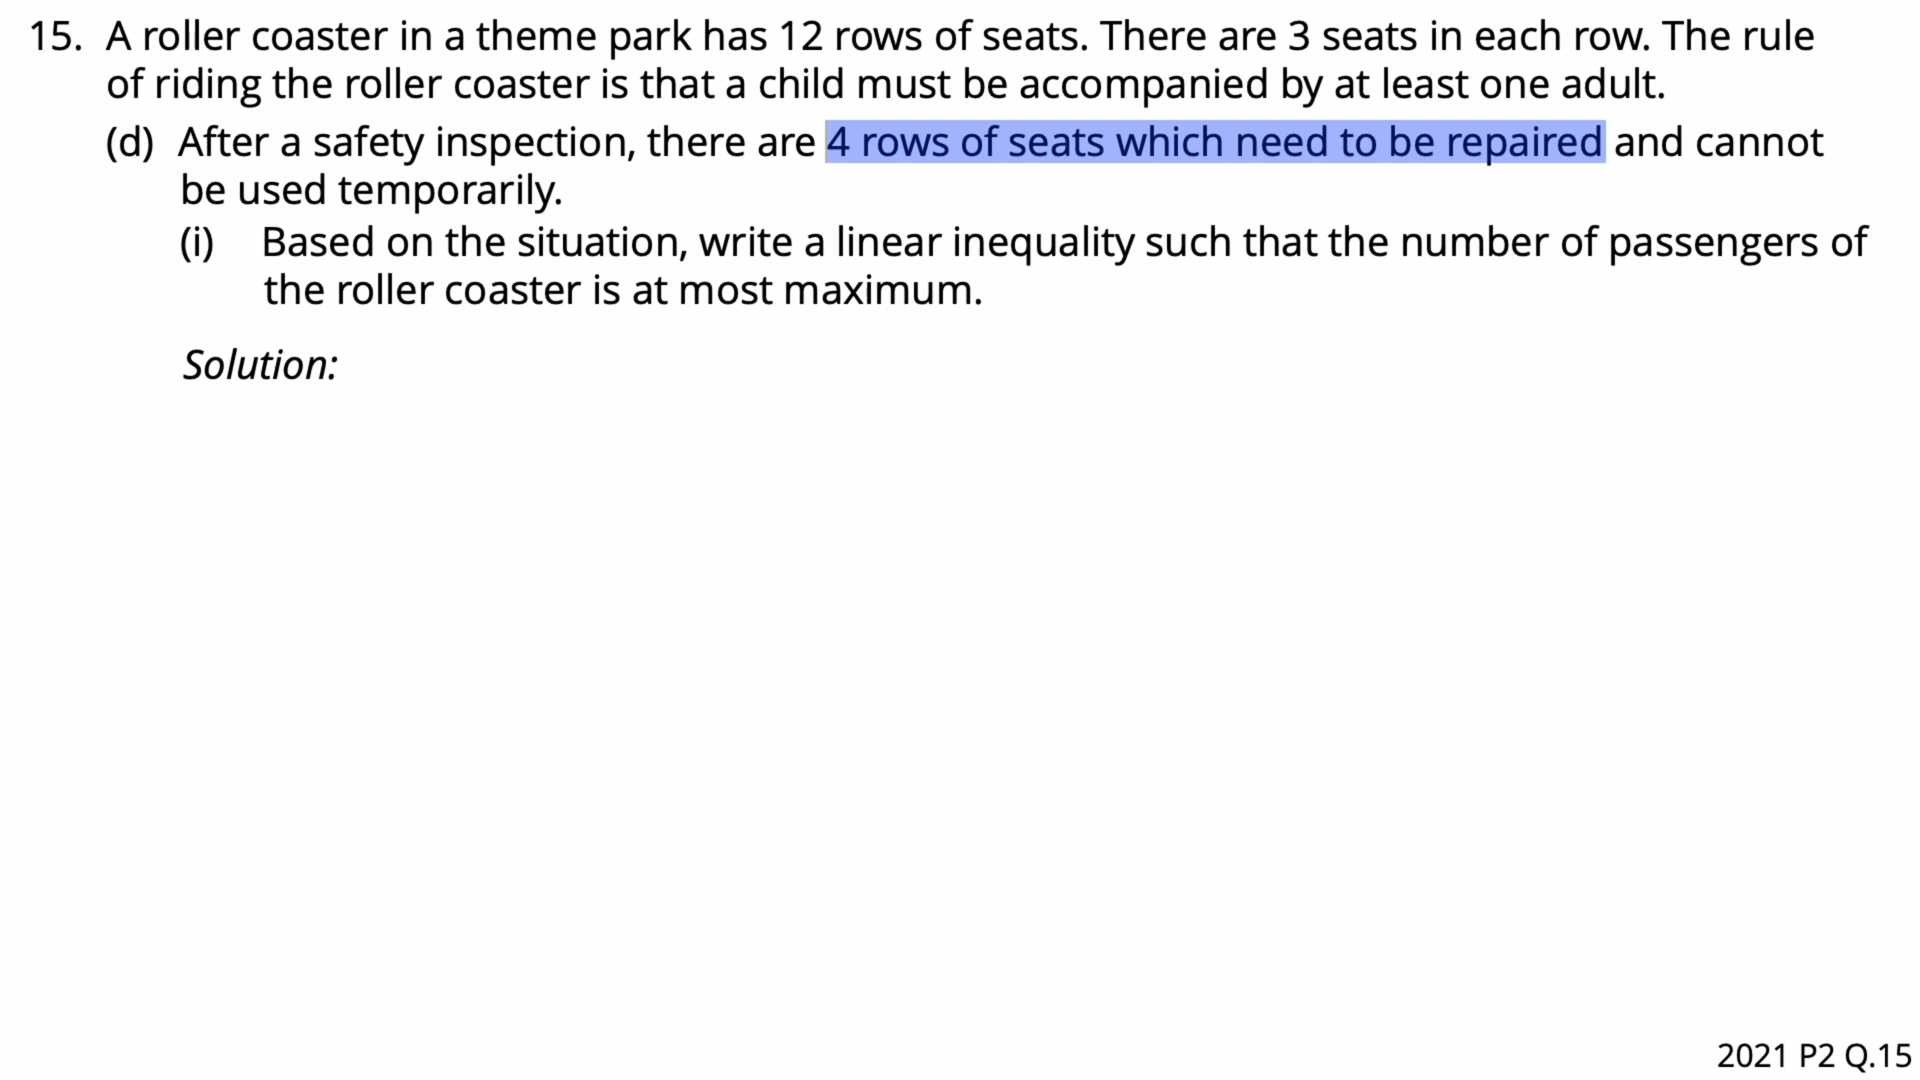 15. A roller coaster in a theme park has 12 rows of seats. There are 3 seats in each row. The rule
of riding the roller coaster is that a child must be accompanied by at least one adult.
(d) After a safety inspection, there are 4 rows of seats which need to be repaired and cannot
be used temporarily.
(i) Based on the situation, write a linear inequality such that the number of passengers of
the roller coaster is at most maximum.
Solution:
2021 P2 Q.15